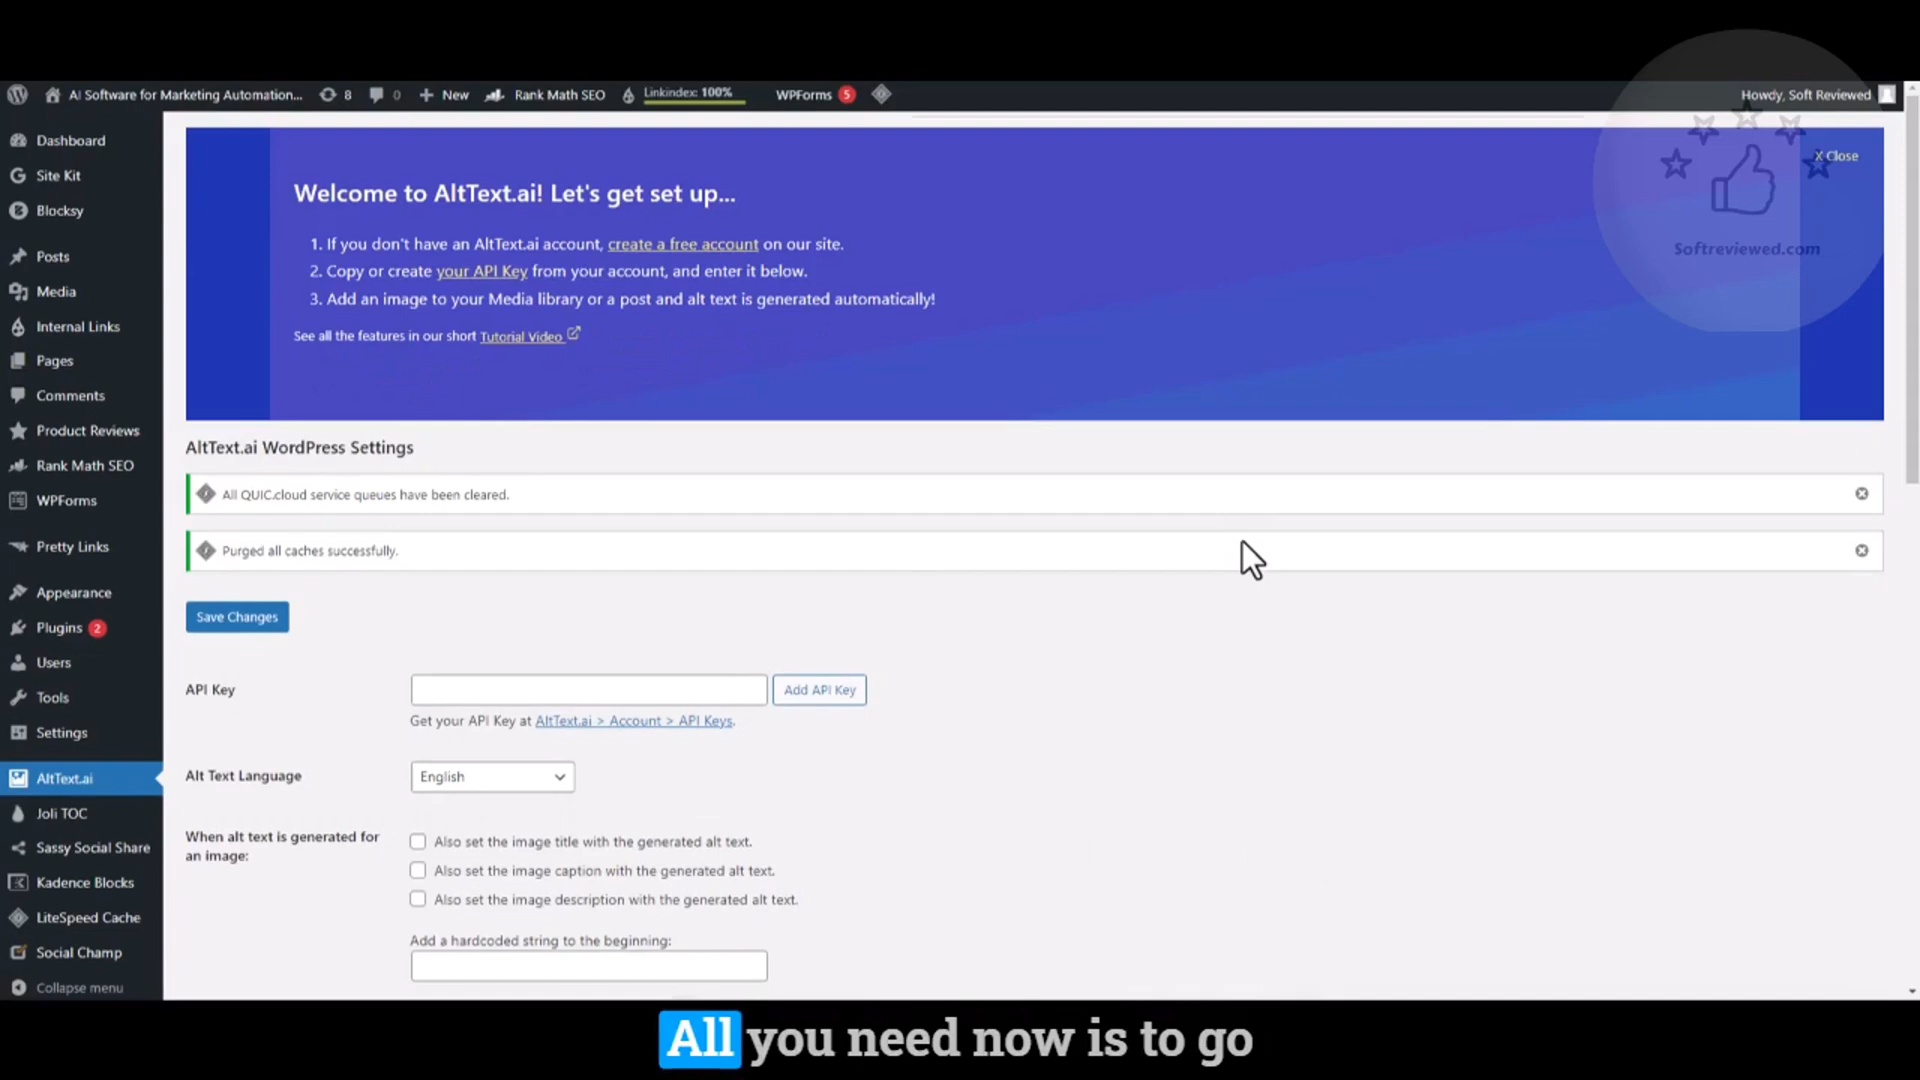 AI Software for Marketing Automation... 8 0 New Rank Math SEO Linkindex: 100% WPForms 5 Howdy, Soft Reviewed
Dashboard
Site Kit
Blocksy
Posts
Media
Internal Links
Pages
Comments
Product Reviews
Rank Math SEO
WPForms
Pretty Links
Appearance
Plugins 2
Users
Tools
Settings
AltText.ai
Joli TOC
Sassy Social Share
Kadence Blocks
LiteSpeed Cache
Social Champ
Collapse menu
X Close
Softreviewed.com
Welcome to AltText.ai! Let's get set up...
1. If you don't have an AltText.ai account, create a free account on our site.
2. Copy or create your API Key from your account, and enter it below.
3. Add an image to your Media library or a post and alt text is generated automatically!
See all the features in our short Tutorial Video
AltText.ai WordPress Settings
All QUIC.cloud service queues have been cleared.
Purged all caches successfully.
Save Changes
API Key
Add API Key
Get your API Key at AltText.ai > Account > API Keys.
Alt Text Language
English
When alt text is generated for
an image:
Also set the image title with the generated alt text.
Also set the image caption with the generated alt text.
Also set the image description with the generated alt text.
Add a hardcoded string to the beginning:
All you need now is to go